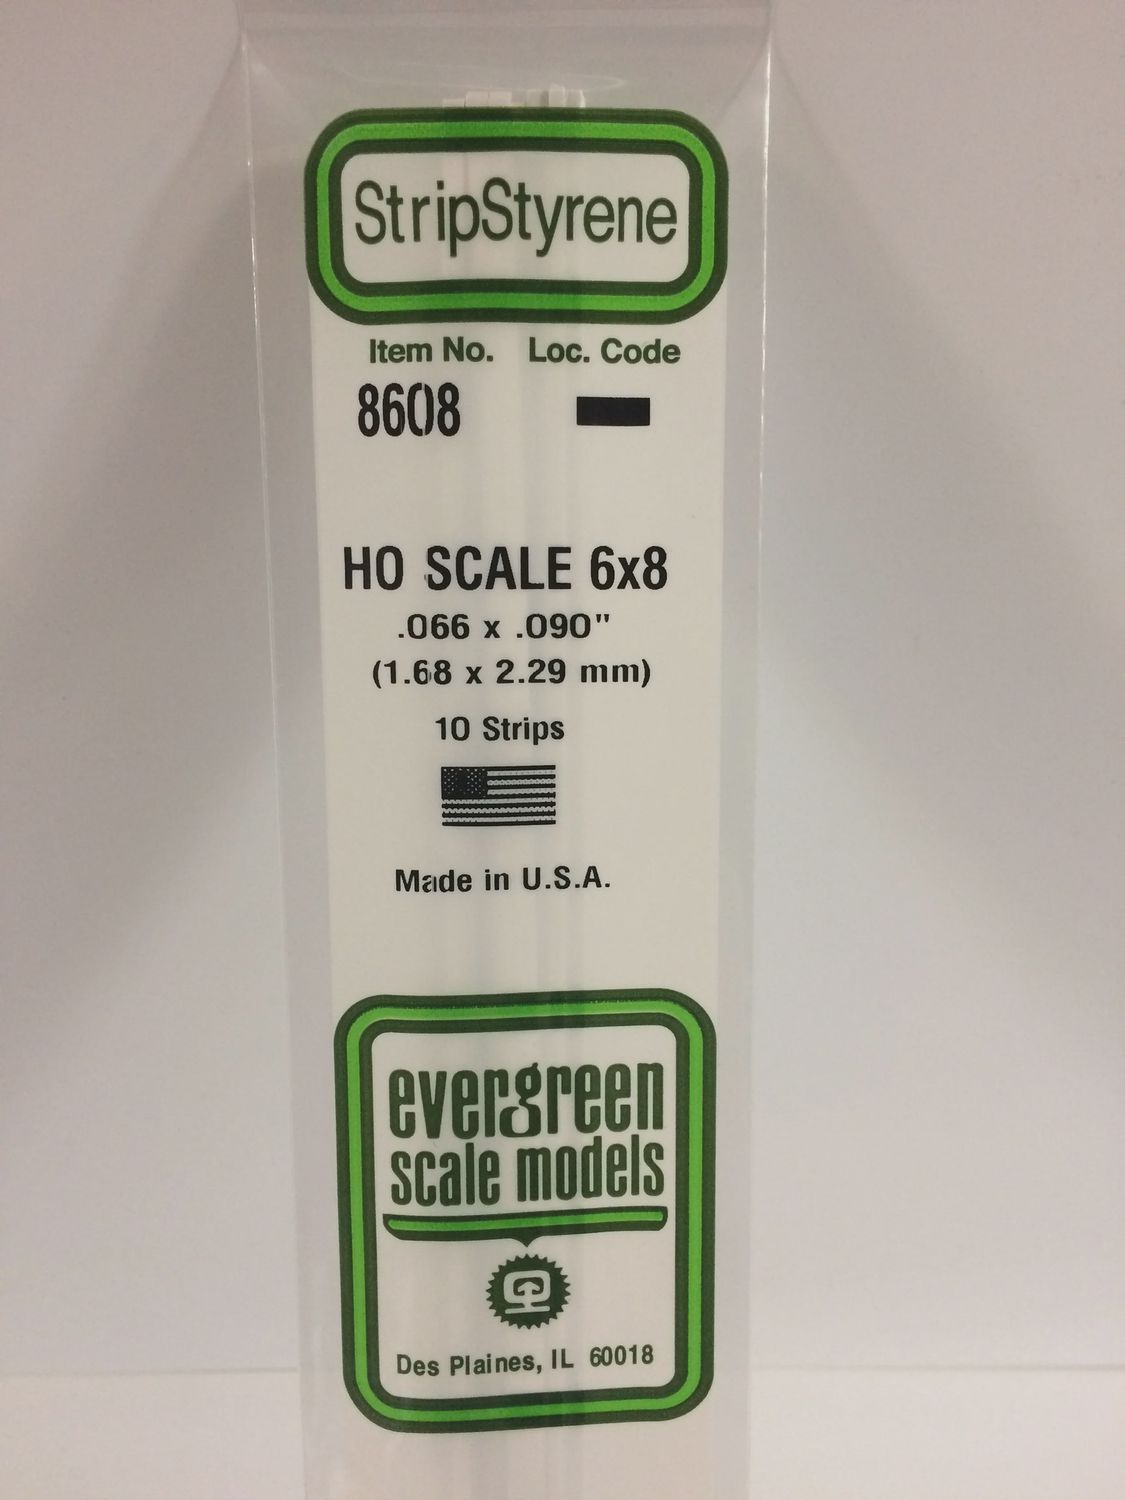 StripStyrene
Item No. Loc. Code
8608
HO SCALE 6x8
.066 x .090"
(1.68 x 2.29 mm)
10 Strips
Made in U.S.A.
evergreen
scale models
Des Plaines, IL 60018